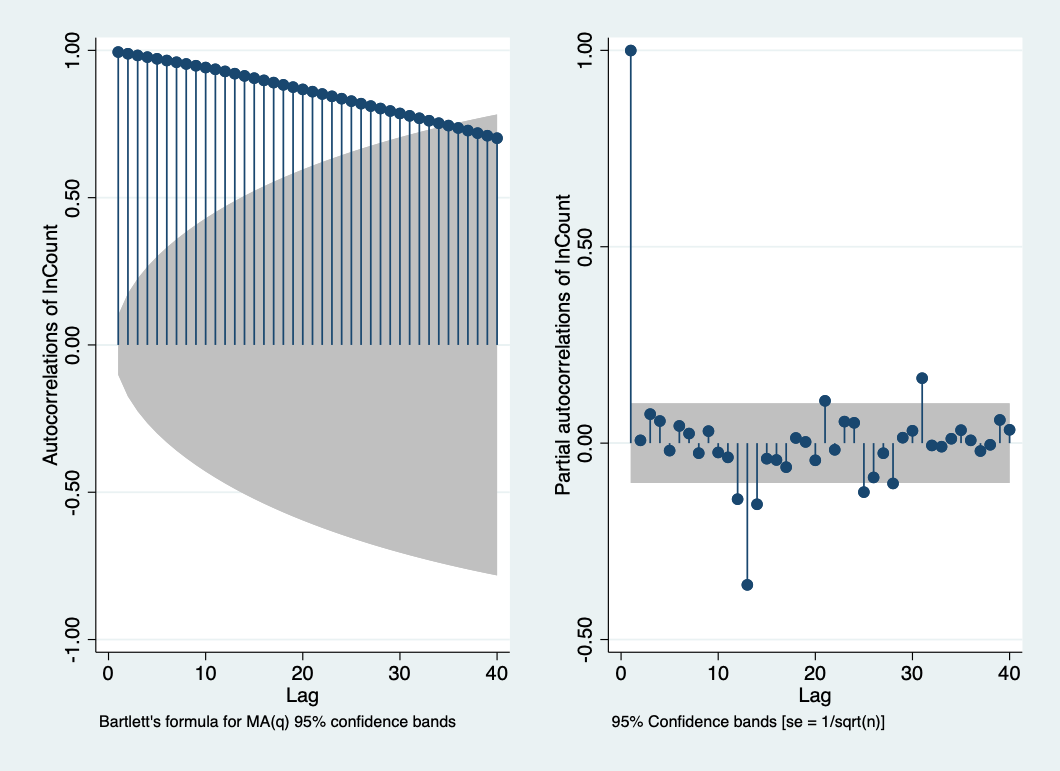 Autocorrelations of lnCount
1.00
0.50
0.00
-0.50
-1.00
0 10 20 30 40
Lag
Bartlett's formula for MA(q) 95% confidence bands
Partial autocorrelations of lnCount
1.00
0.50
0.00
-0.50
0 10 20 30 40
Lag
95% Confidence bands [se = 1/sqrt(n)]